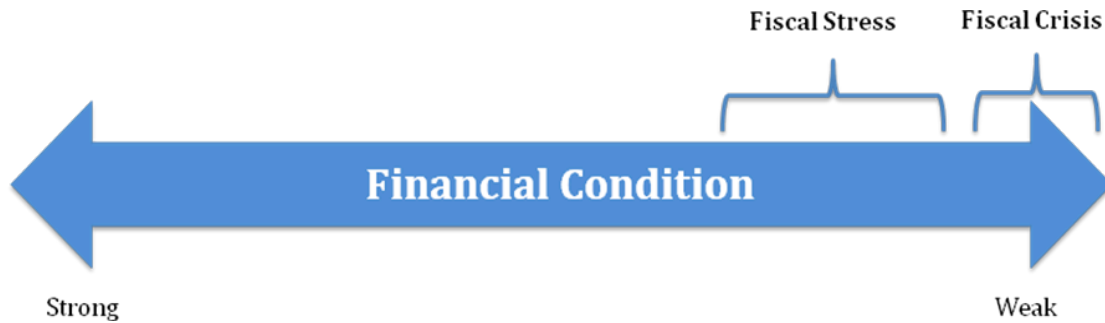 Fiscal Stress
Fiscal Crisis
Financial Condition
Strong
Weak